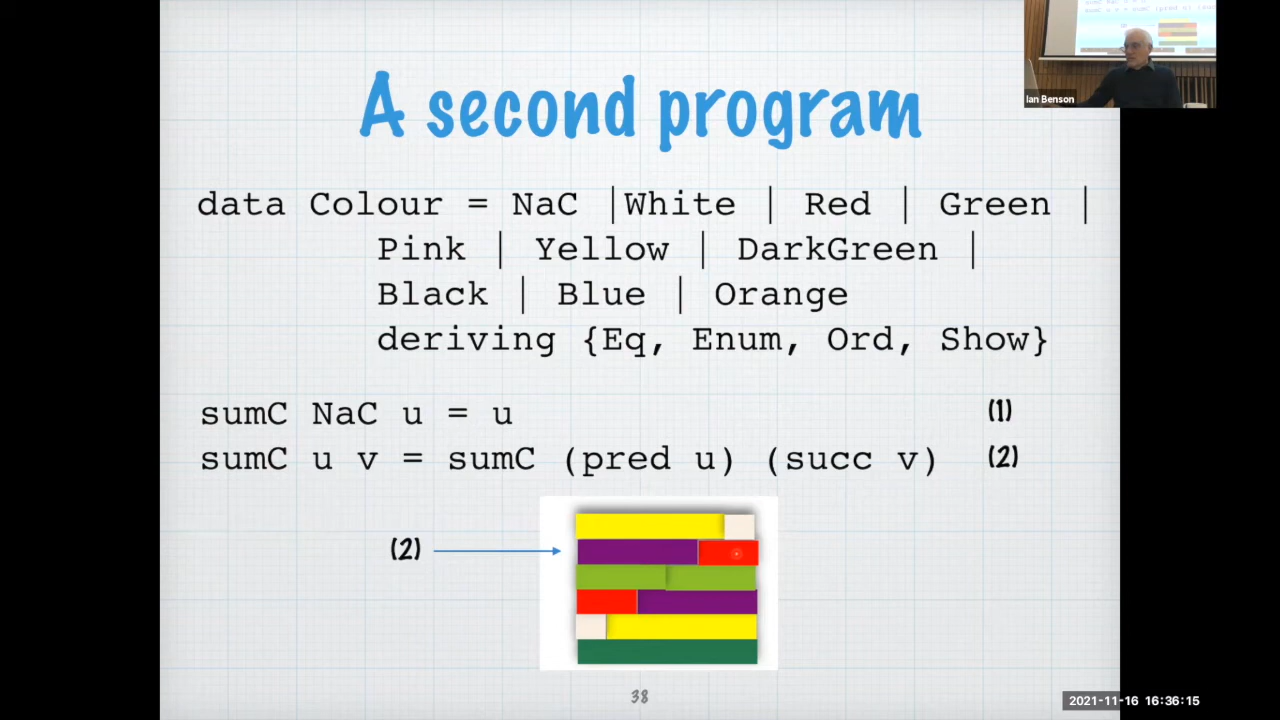 A second program
Ian Benson
data Colour = NaC |White | Red | Green |
Pink | Yellow | DarkGreen |
Black | Blue | Orange
deriving {Eq, Enum, Ord, Show}
sumC NaC u = u (1)
sumC u v = sumC (pred u) (succ v) (2)
(2)
38
2021-11-16 16:36:15